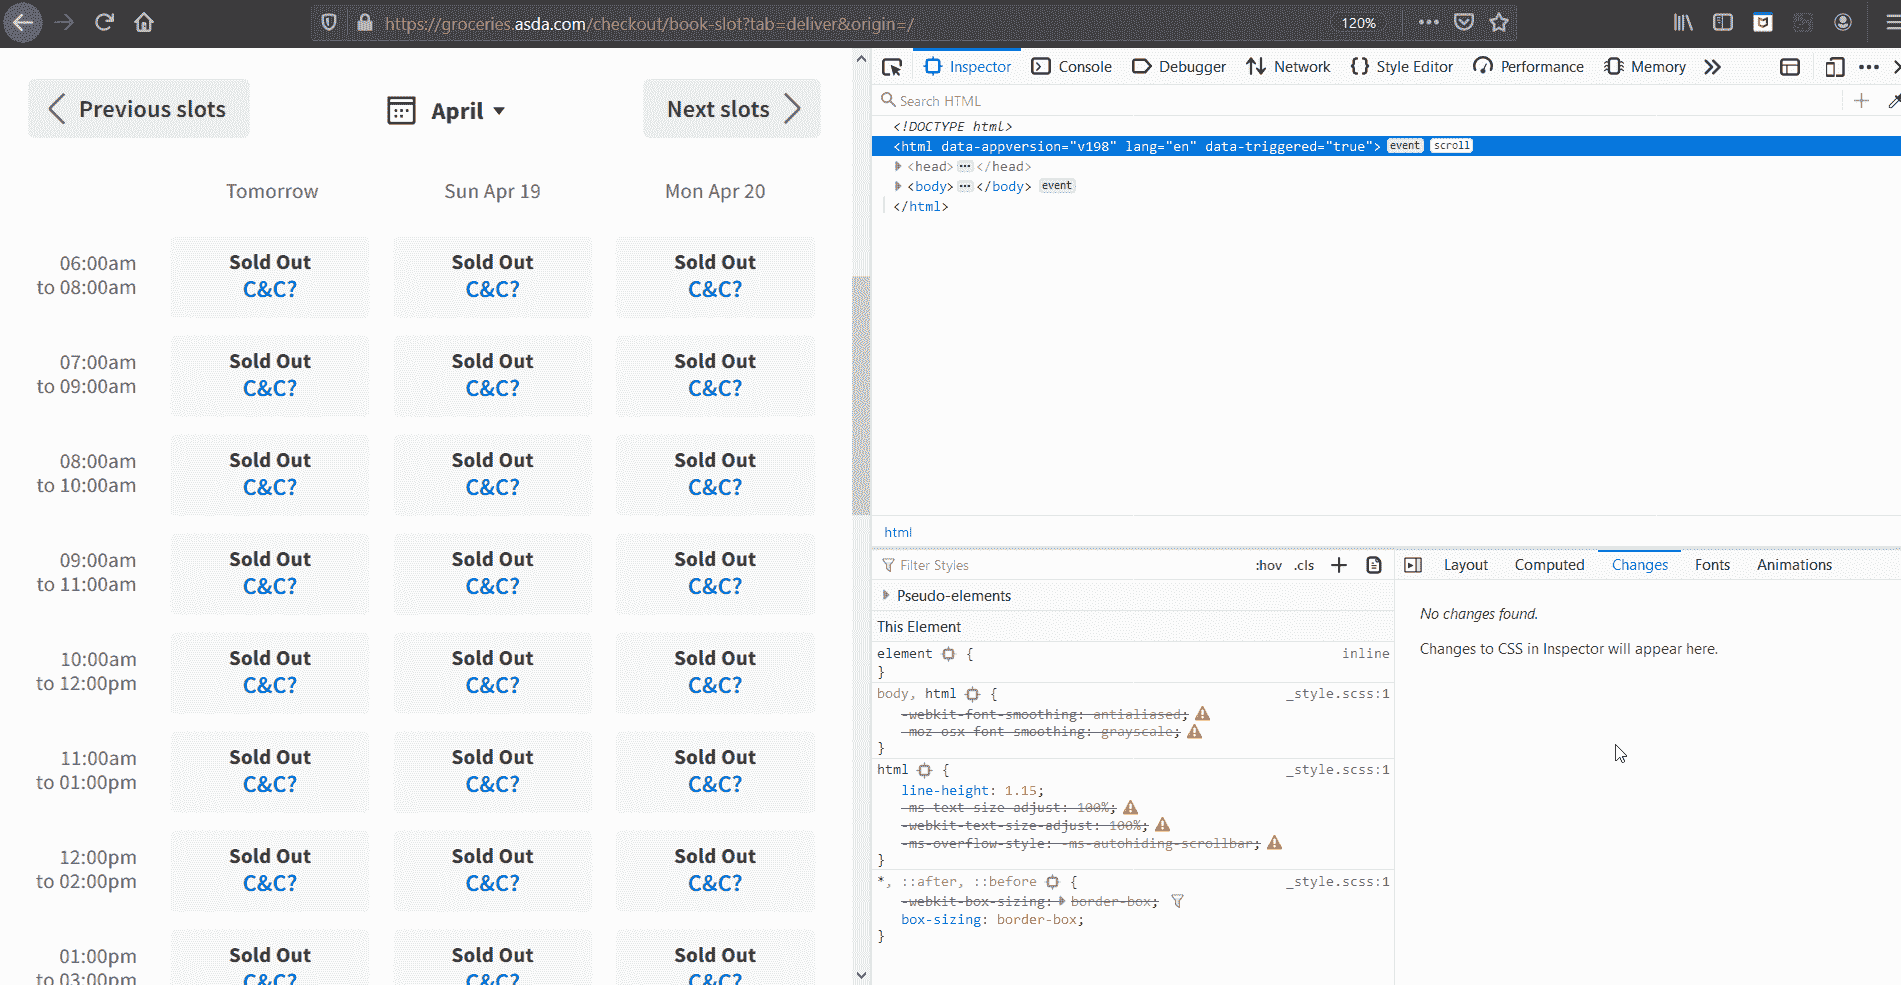 https://groceries.asda.com/checkout/book-slot?tab=deliver&origin=/
120%
Previous slots
April
Next slots
Tomorrow
Sun Apr 19
Mon Apr 20
06:00am
to 08:00am
Sold Out
C&C?
Sold Out
C&C?
Sold Out
C&C?
07:00am
to 09:00am
Sold Out
C&C?
Sold Out
C&C?
Sold Out
C&C?
08:00am
to 10:00am
Sold Out
C&C?
Sold Out
C&C?
Sold Out
C&C?
09:00am
to 11:00am
Sold Out
C&C?
Sold Out
C&C?
Sold Out
C&C?
10:00am
to 12:00pm
Sold Out
C&C?
Sold Out
C&C?
Sold Out
C&C?
11:00am
to 01:00pm
Sold Out
C&C?
Sold Out
C&C?
Sold Out
C&C?
12:00pm
to 02:00pm
Sold Out
C&C?
Sold Out
C&C?
Sold Out
C&C?
01:00pm
to 03:00pm
Sold Out
C&C?
Sold Out
C&C?
Sold Out
C&C?
Inspector
Console
Debugger
Network
{} Style Editor
Performance
Memory
Search HTML
<!DOCTYPE html>
<html data-appversion="v198" lang="en" data-triggered="true"> event scroll
<head> ••• </head>
<body> ••• </body> event
</html>
html
Filter Styles
:hov .cls +
Pseudo-elements
This Element
element {
inline
}
body, html {
_style.scss:1
-webkit-font-smoothing: antialiased;
-moz-osx-font-smoothing: grayscale;
}
html {
_style.scss:1
line-height: 1.15;
-ms-text-size-adjust: 100%;
-webkit-text-size-adjust: 100%;
-ms-overflow-style: -ms-autohiding-scrollbar;
}
*, ::after, ::before {
_style.scss:1
-webkit-box-sizing: border-box;
box-sizing: border-box;
}
Layout
Computed
Changes
Fonts
Animations
No changes found.
Changes to CSS in Inspector will appear here.